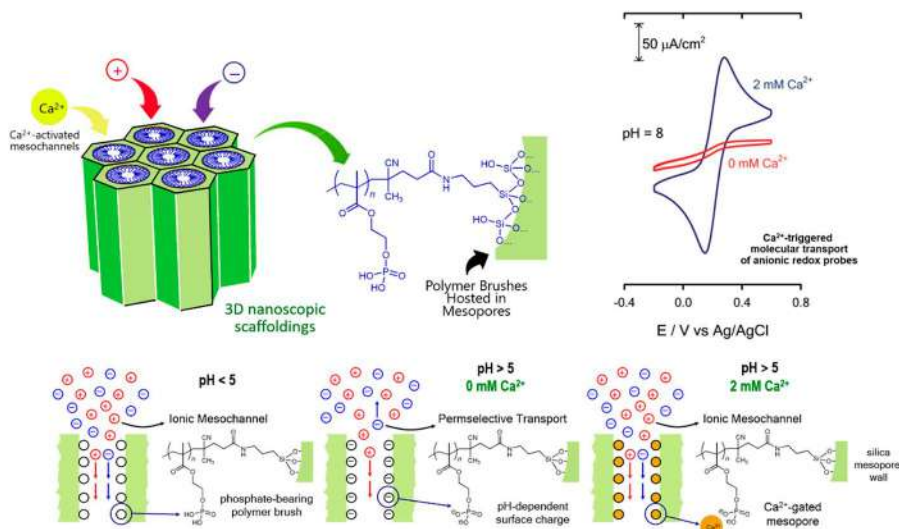 Ca²⁺
Ca²⁺-activated
mesochannels
+
−
3D nanoscopic
scaffoldings
CN
n
CH₃
O
O
O
N
H
HO
O
P
HO
OH
HO-Si
Si
O
O...
Polymer Brushes
Hosted in
Mesopores
50 μA/cm²
2 mM Ca²⁺
pH = 8
0 mM Ca²⁺
Ca²⁺-triggered
molecular transport
of anionic redox probes
-0.4 0.0 0.4 0.8
E / V vs Ag/AgCl
pH < 5
Ionic Mesochannel
phosphate-bearing
polymer brush
pH > 5
0 mM Ca²⁺
Permselective Transport
pH-dependent
surface charge
pH > 5
2 mM Ca²⁺
Ionic Mesochannel
silica
mesopore
wall
Ca²⁺-gated
mesopore